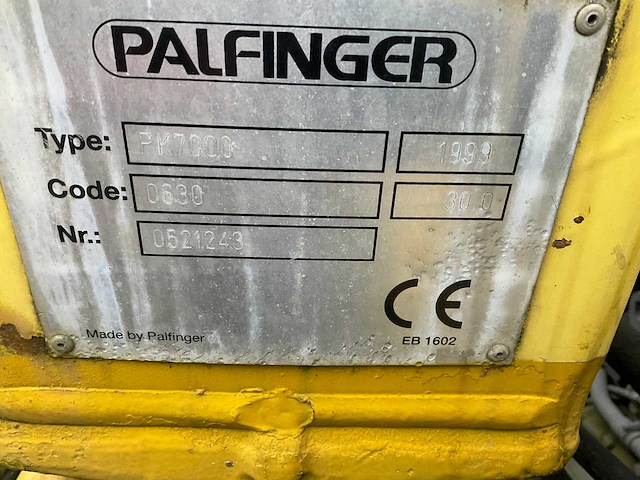 PALFINGER
Type: PK7000 1999
Code: 0630 30.0
Nr.: 0521243
CE
Made by Palfinger EB 1602